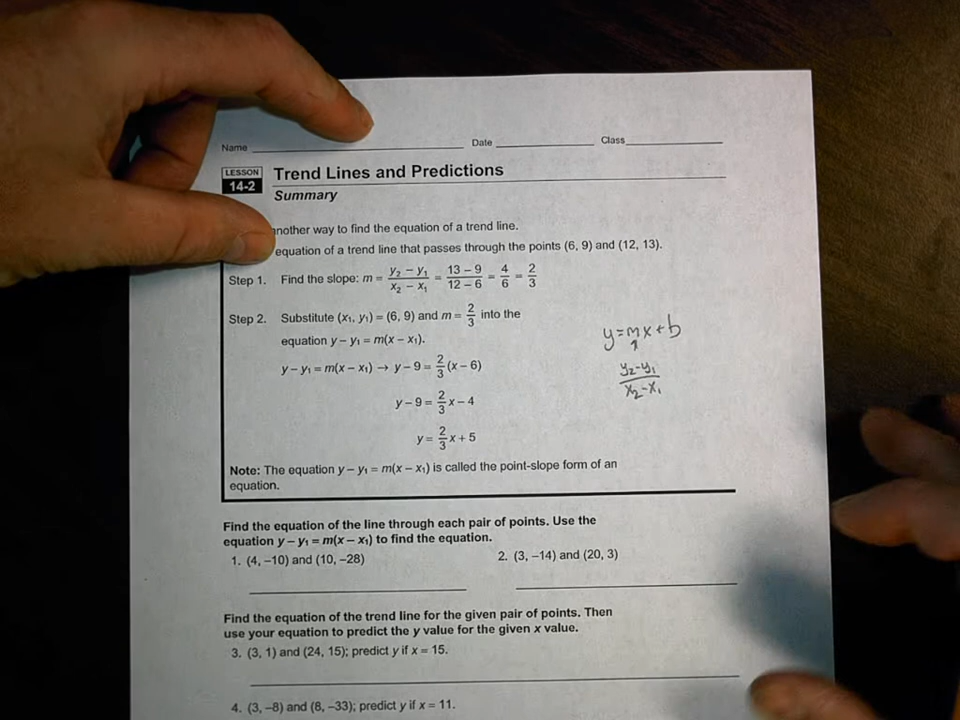 Name Date Class
LESSON 14-2
Trend Lines and Predictions
Summary
another way to find the equation of a trend line.
equation of a trend line that passes through the points (6, 9) and (12, 13).
Step 1. Find the slope: m = (y₂ – y₁)/(x₂ – x₁) = (13 – 9)/(12 – 6) = 4/6 = 2/3
Step 2. Substitute (x₁, y₁) = (6, 9) and m = 2/3 into the
equation y – y₁ = m(x – x₁).
y – y₁ = m(x – x₁) → y – 9 = 2/3(x – 6)
y – 9 = 2/3x – 4
y = 2/3x + 5
y=mx+b
(y₂-y₁)/(x₂-x₁)
Note: The equation y – y₁ = m(x – x₁) is called the point-slope form of an
equation.
Find the equation of the line through each pair of points. Use the
equation y – y₁ = m(x – x₁) to find the equation.
1. (4, –10) and (10, –28) 2. (3, –14) and (20, 3)
Find the equation of the trend line for the given pair of points. Then
use your equation to predict the y value for the given x value.
3. (3, 1) and (24, 15); predict y if x = 15.
4. (3, –8) and (8, –33); predict y if x = 11.